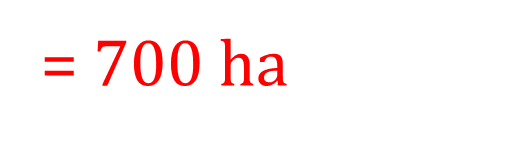 = 700 ha